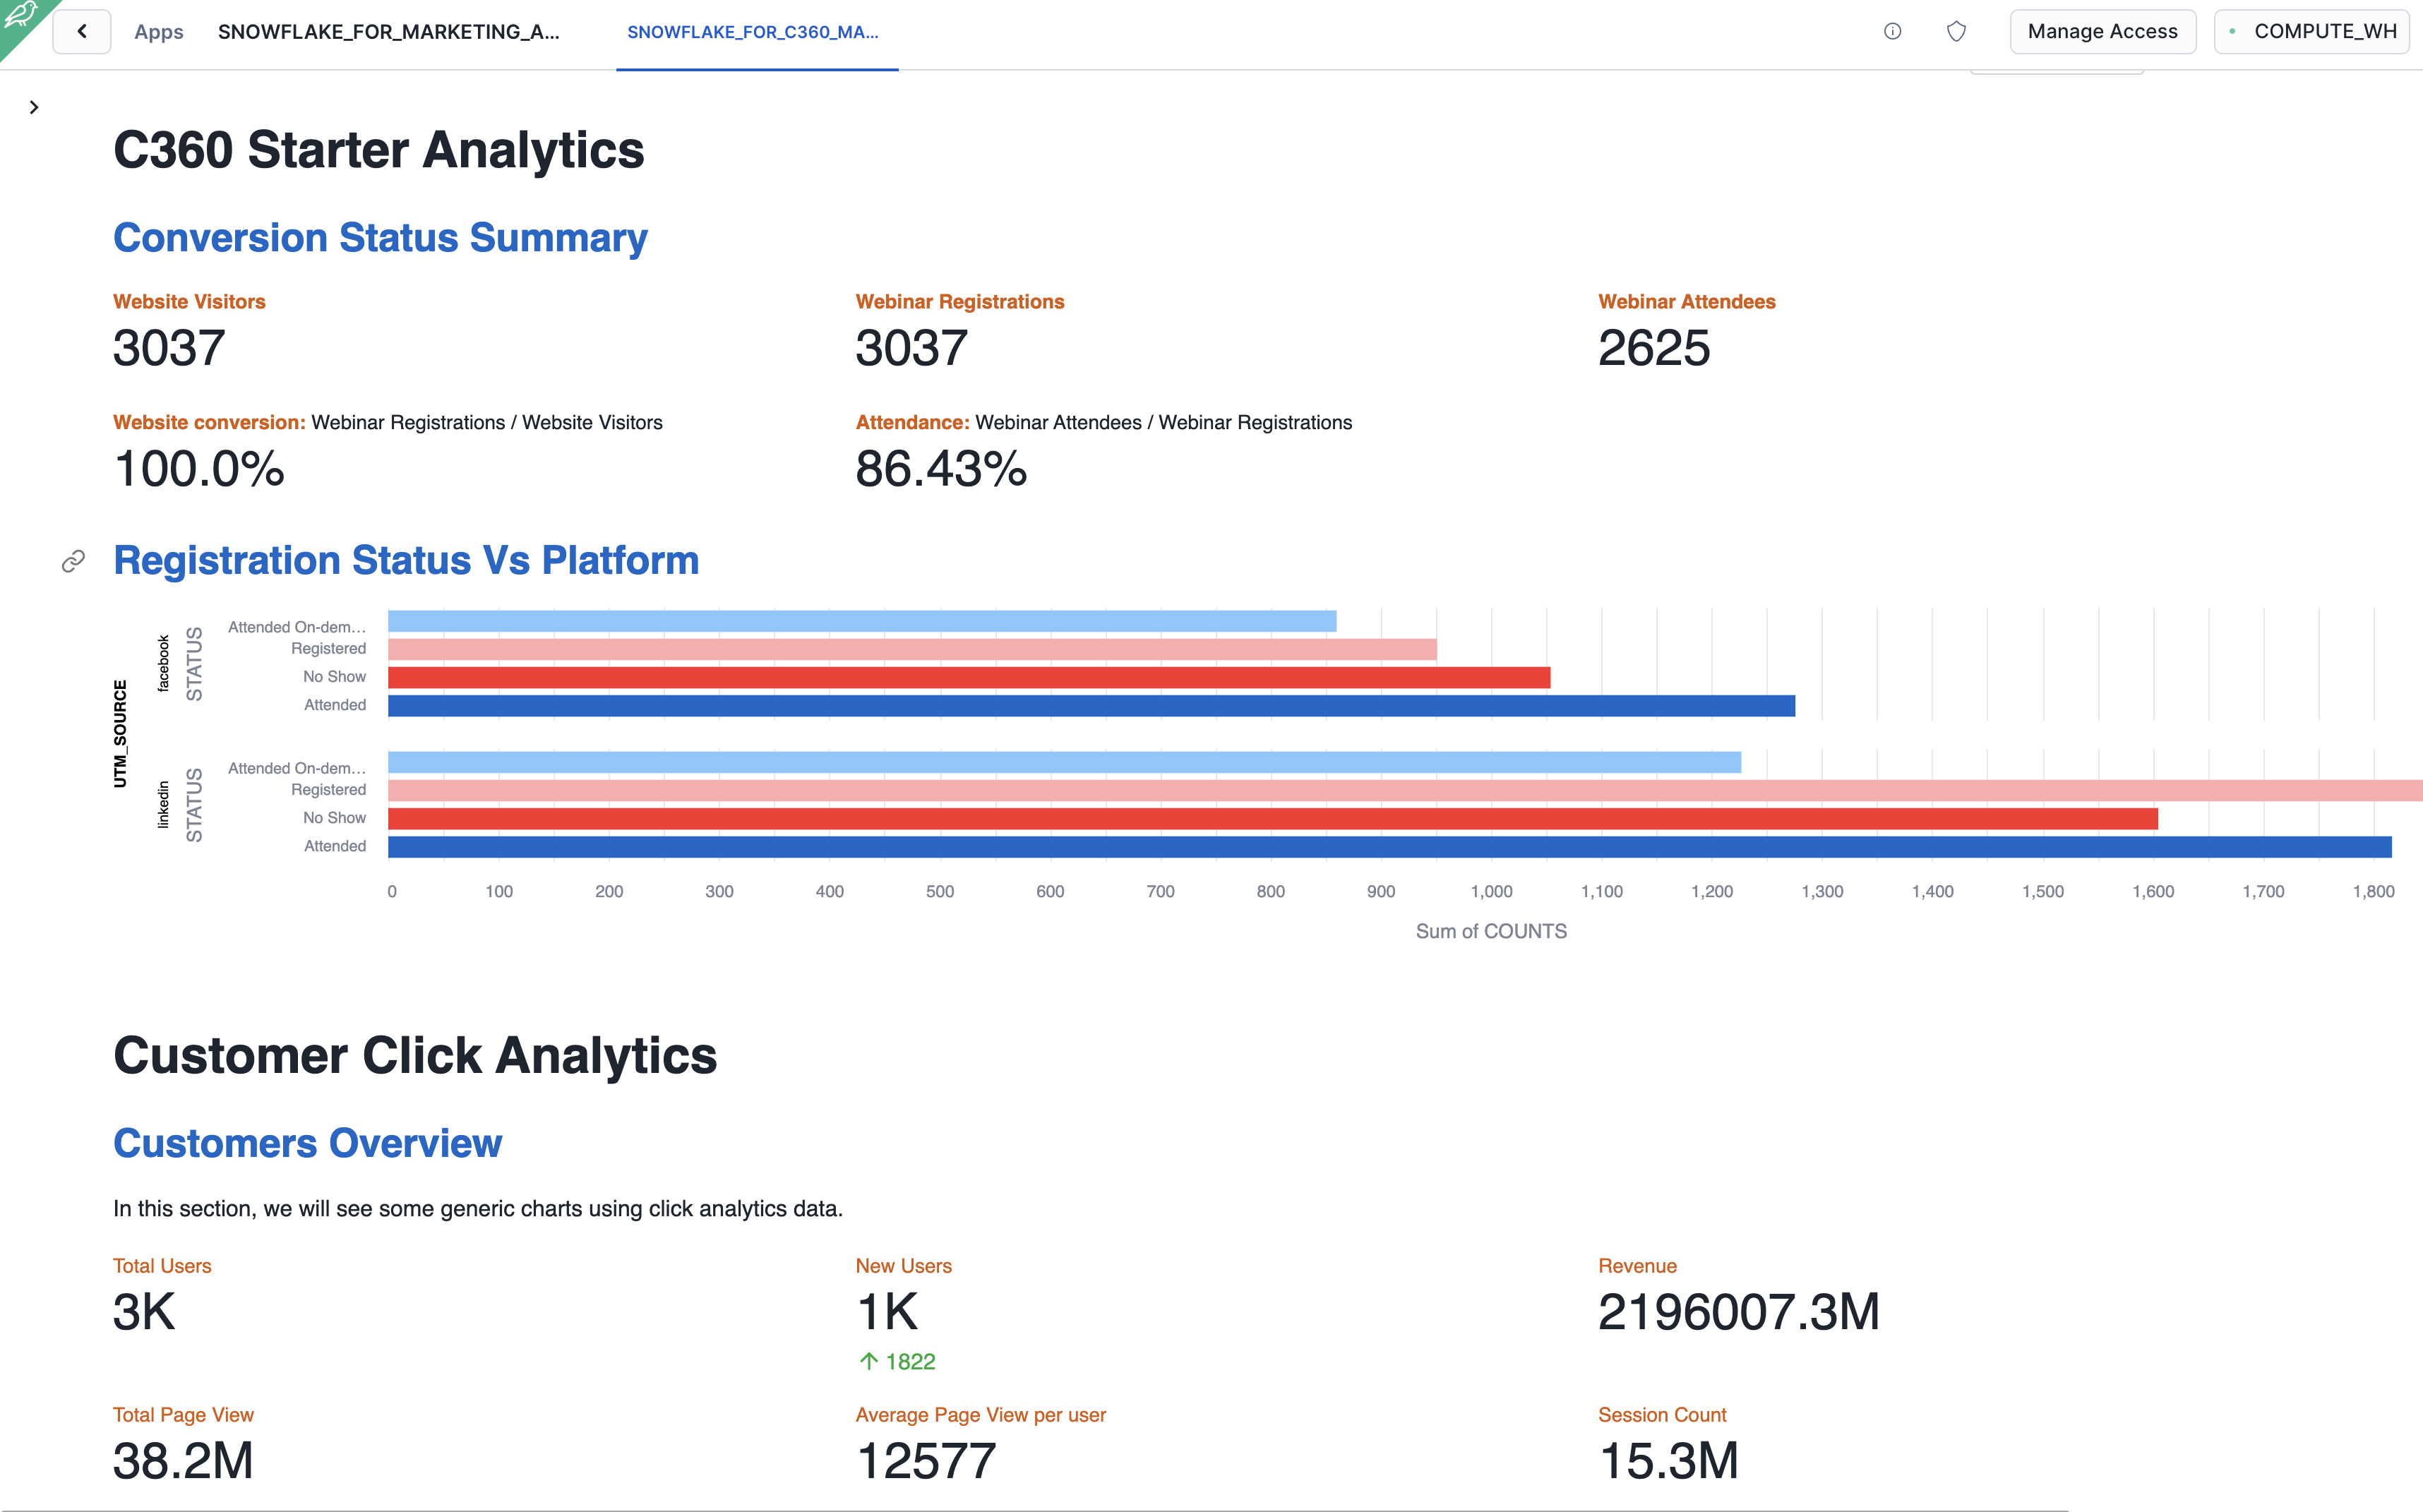 Apps
SNOWFLAKE_FOR_MARKETING_A...
SNOWFLAKE_FOR_C360_MA...
Manage Access
COMPUTE_WH
C360 Starter Analytics
Conversion Status Summary
Website Visitors
3037
Webinar Registrations
3037
Webinar Attendees
2625
Website conversion: Webinar Registrations / Website Visitors
100.0%
Attendance: Webinar Attendees / Webinar Registrations
86.43%
Registration Status Vs Platform
UTM_SOURCE
facebook
STATUS
Attended On-dem...
Registered
No Show
Attended
linkedin
STATUS
Attended On-dem...
Registered
No Show
Attended
0 100 200 300 400 500 600 700 800 900 1,000 1,100 1,200 1,300 1,400 1,500 1,600 1,700 1,800
Sum of COUNTS
Customer Click Analytics
Customers Overview
In this section, we will see some generic charts using click analytics data.
Total Users
3K
New Users
1K
↑ 1822
Revenue
2196007.3M
Total Page View
38.2M
Average Page View per user
12577
Session Count
15.3M